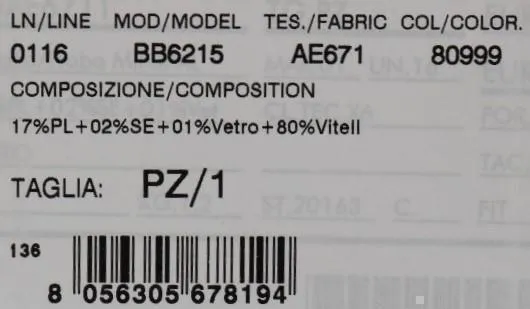 LN/LINE MOD/MODEL TES./FABRIC COL/COLOR.
0116 BB6215 AE671 80999
COMPOSIZIONE/COMPOSITION
17%PL+02%SE+01%Vetro+80%Vitell
TAGLIA: PZ/1
136
8 056305 678194